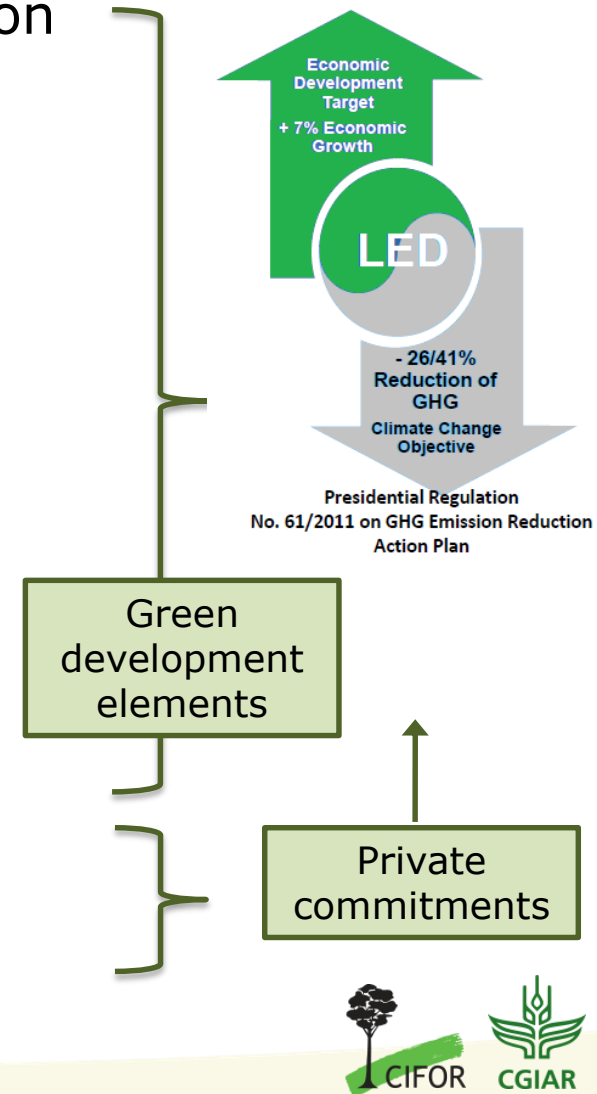 on
Economic
Development
Target
+ 7% Economic
Growth
LED
- 26/41%
Reduction of
GHG
Climate Change
Objective
Presidential Regulation
No. 61/2011 on GHG Emission Reduction
Action Plan
Green
development
elements
Private
commitments
CIFOR
CGIAR